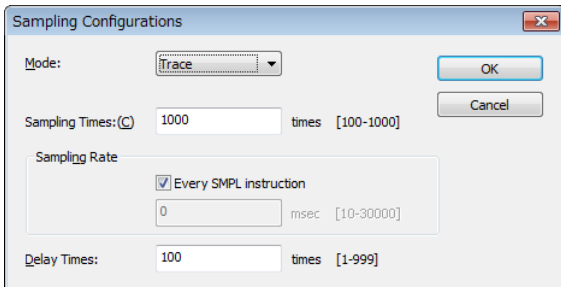 Sampling Configurations
Mode: Trace OK
Cancel
Sampling Times:(C) 1000 times [100-1000]
Sampling Rate
Every SMPL instruction
0 msec [10-30000]
Delay Times: 100 times [1-999]